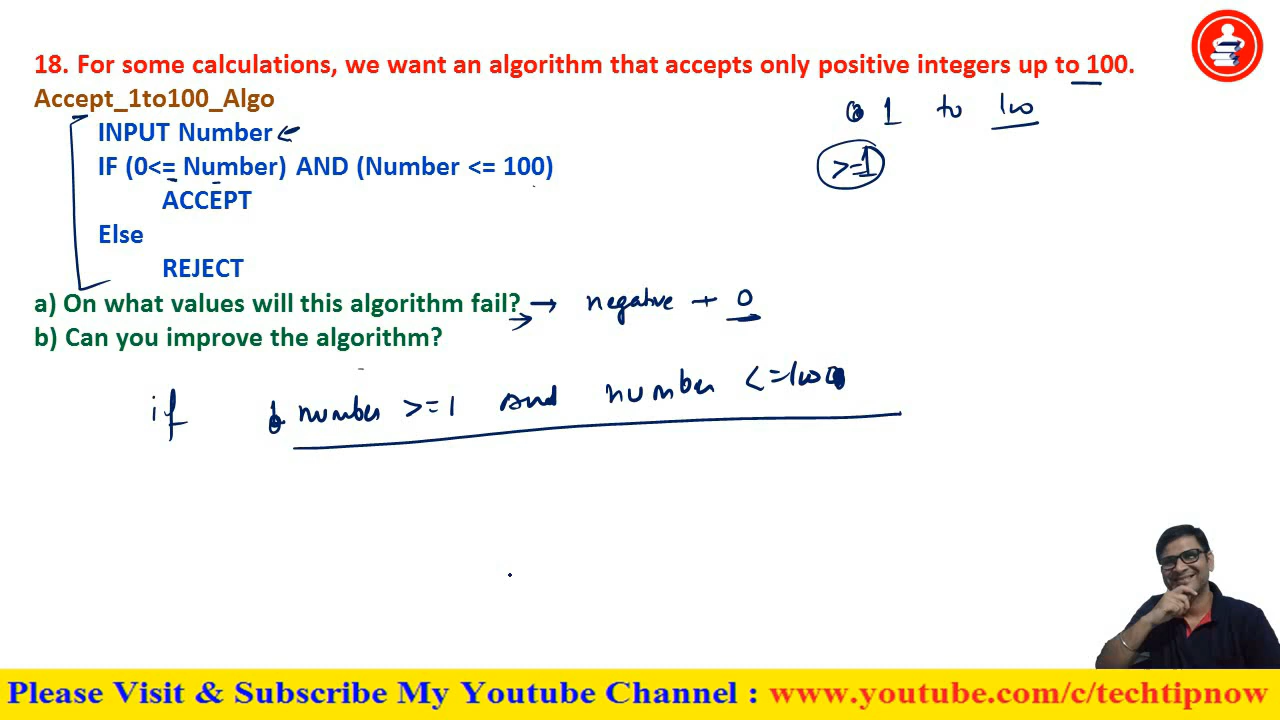 18. For some calculations, we want an algorithm that accepts only positive integers up to 100.
Accept_1to100_Algo
1 to 100
INPUT Number
IF (0<= Number) AND (Number <= 100)
>=1
ACCEPT
Else
REJECT
a) On what values will this algorithm fail? → negative + 0
b) Can you improve the algorithm?
if number >=1 and number <=100
Please Visit & Subscribe My Youtube Channel : www.youtube.com/c/techtipnow